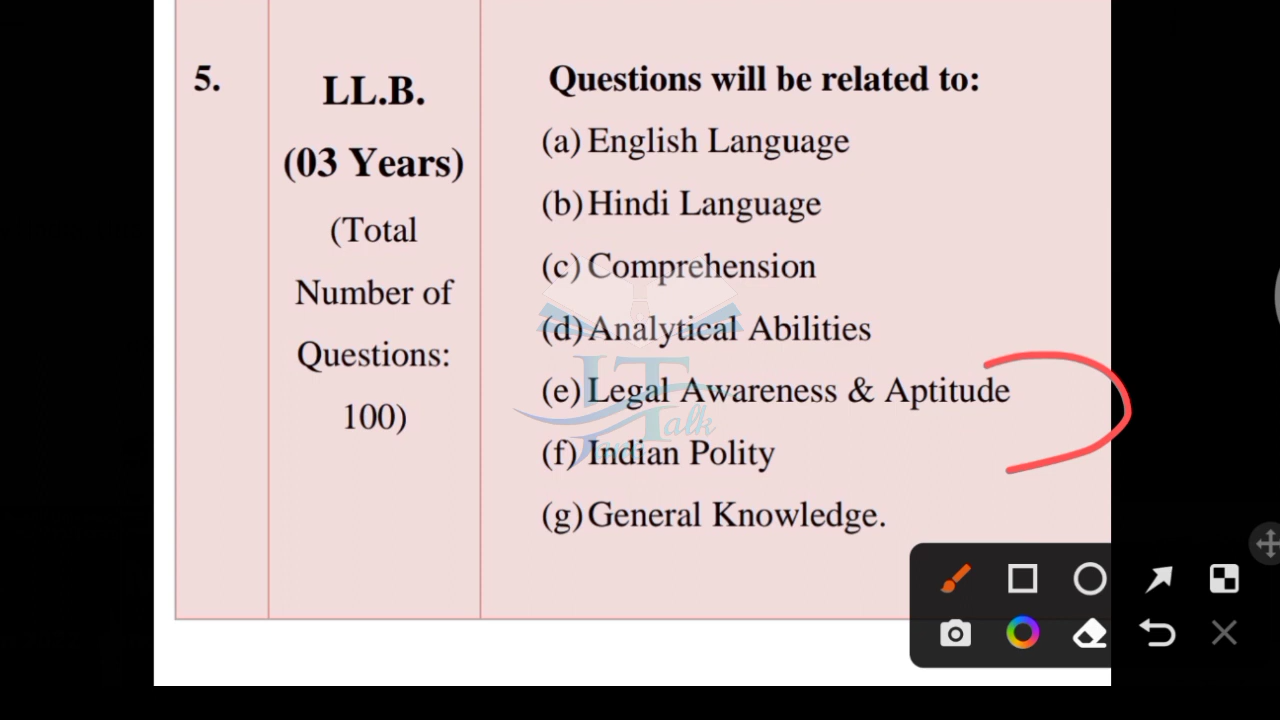 5.
LL.B.
(03 Years)
(Total
Number of
Questions:
100)
Questions will be related to:
(a) English Language
(b) Hindi Language
(c) Comprehension
(d) Analytical Abilities
(e) Legal Awareness & Aptitude
(f) Indian Polity
(g) General Knowledge.
Talk